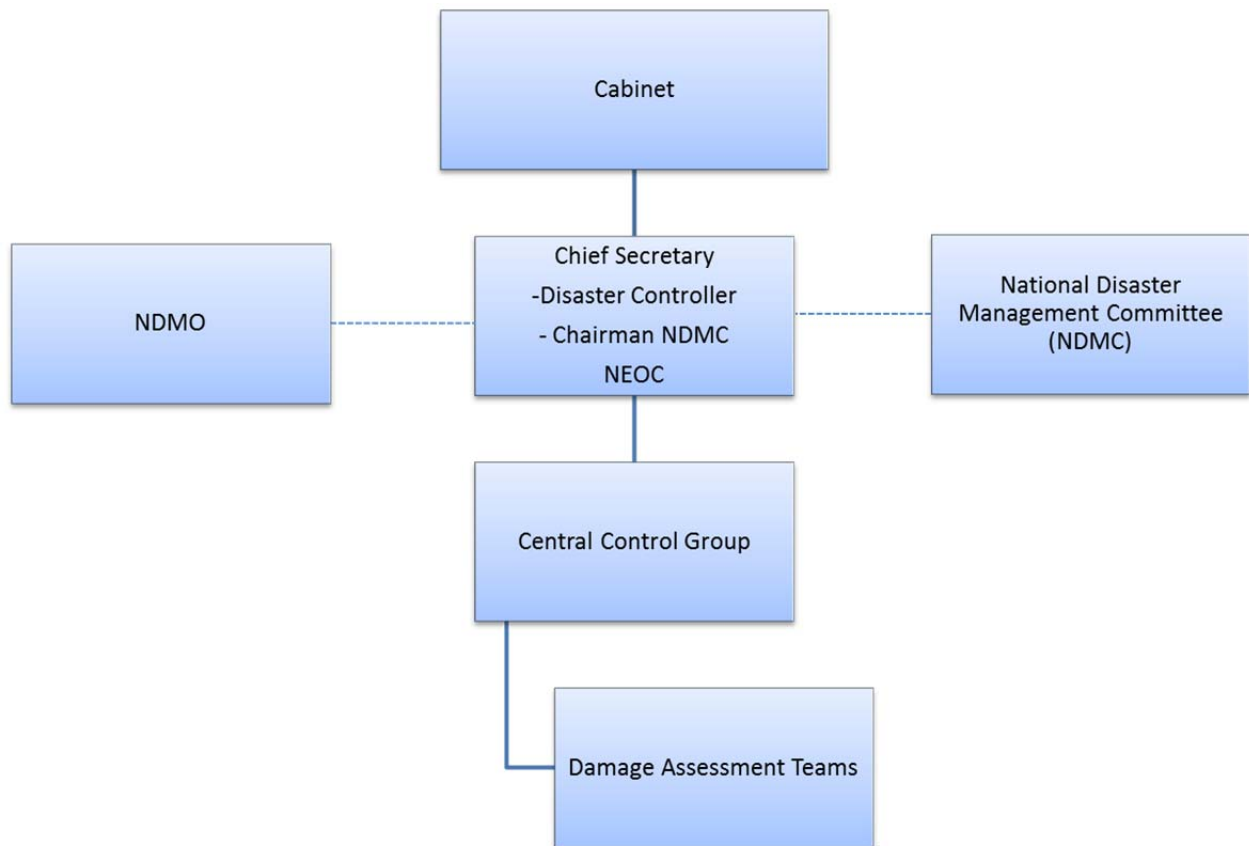 Cabinet
NDMO
Chief Secretary
-Disaster Controller
- Chairman NDMC
NEOC
National Disaster
Management Committee
(NDMC)
Central Control Group
Damage Assessment Teams